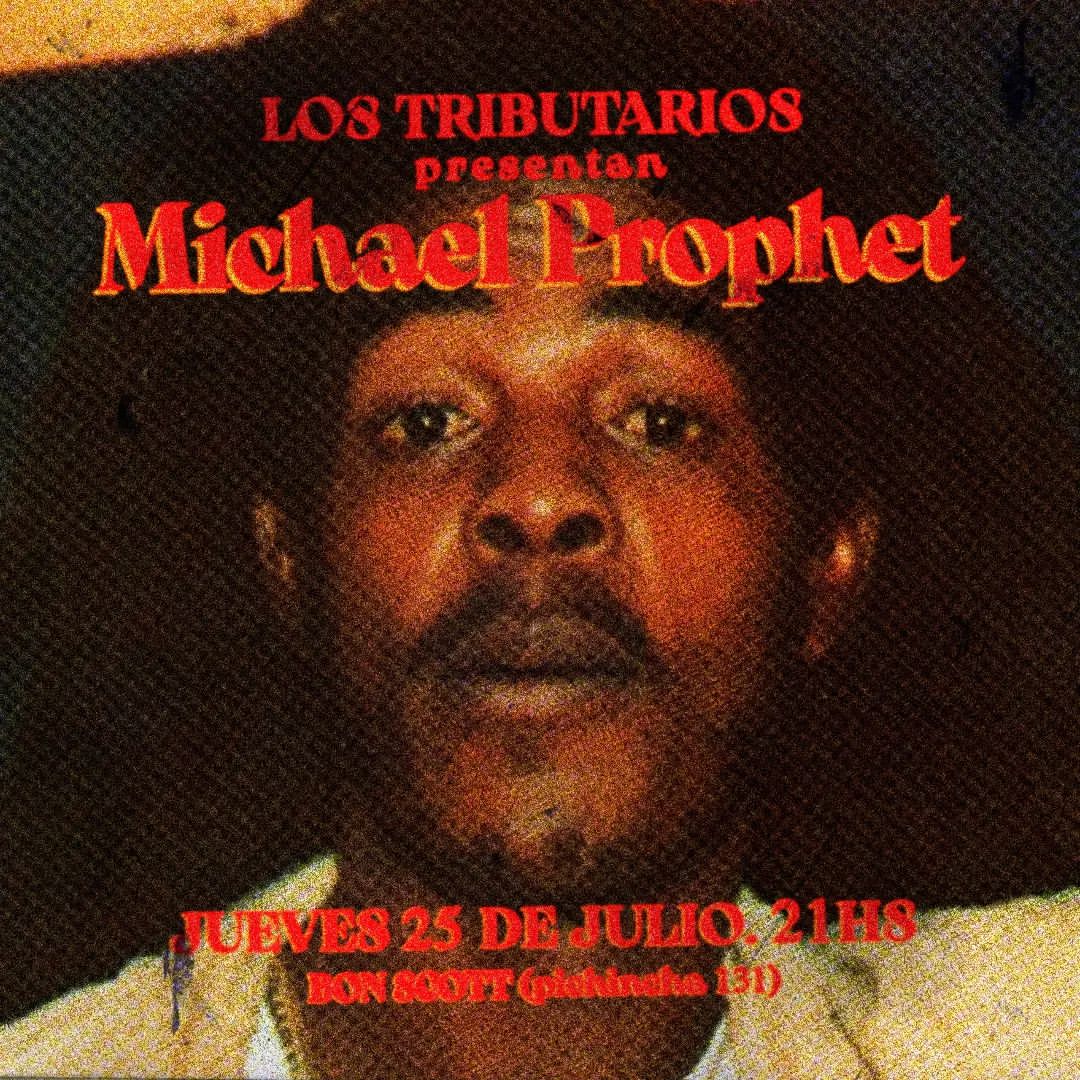 LOS TRIBUTARIOS
presentan
Michael Prophet
JUEVES 25 DE JULIO. 21HS
BON SCOTT (pichincha 131)